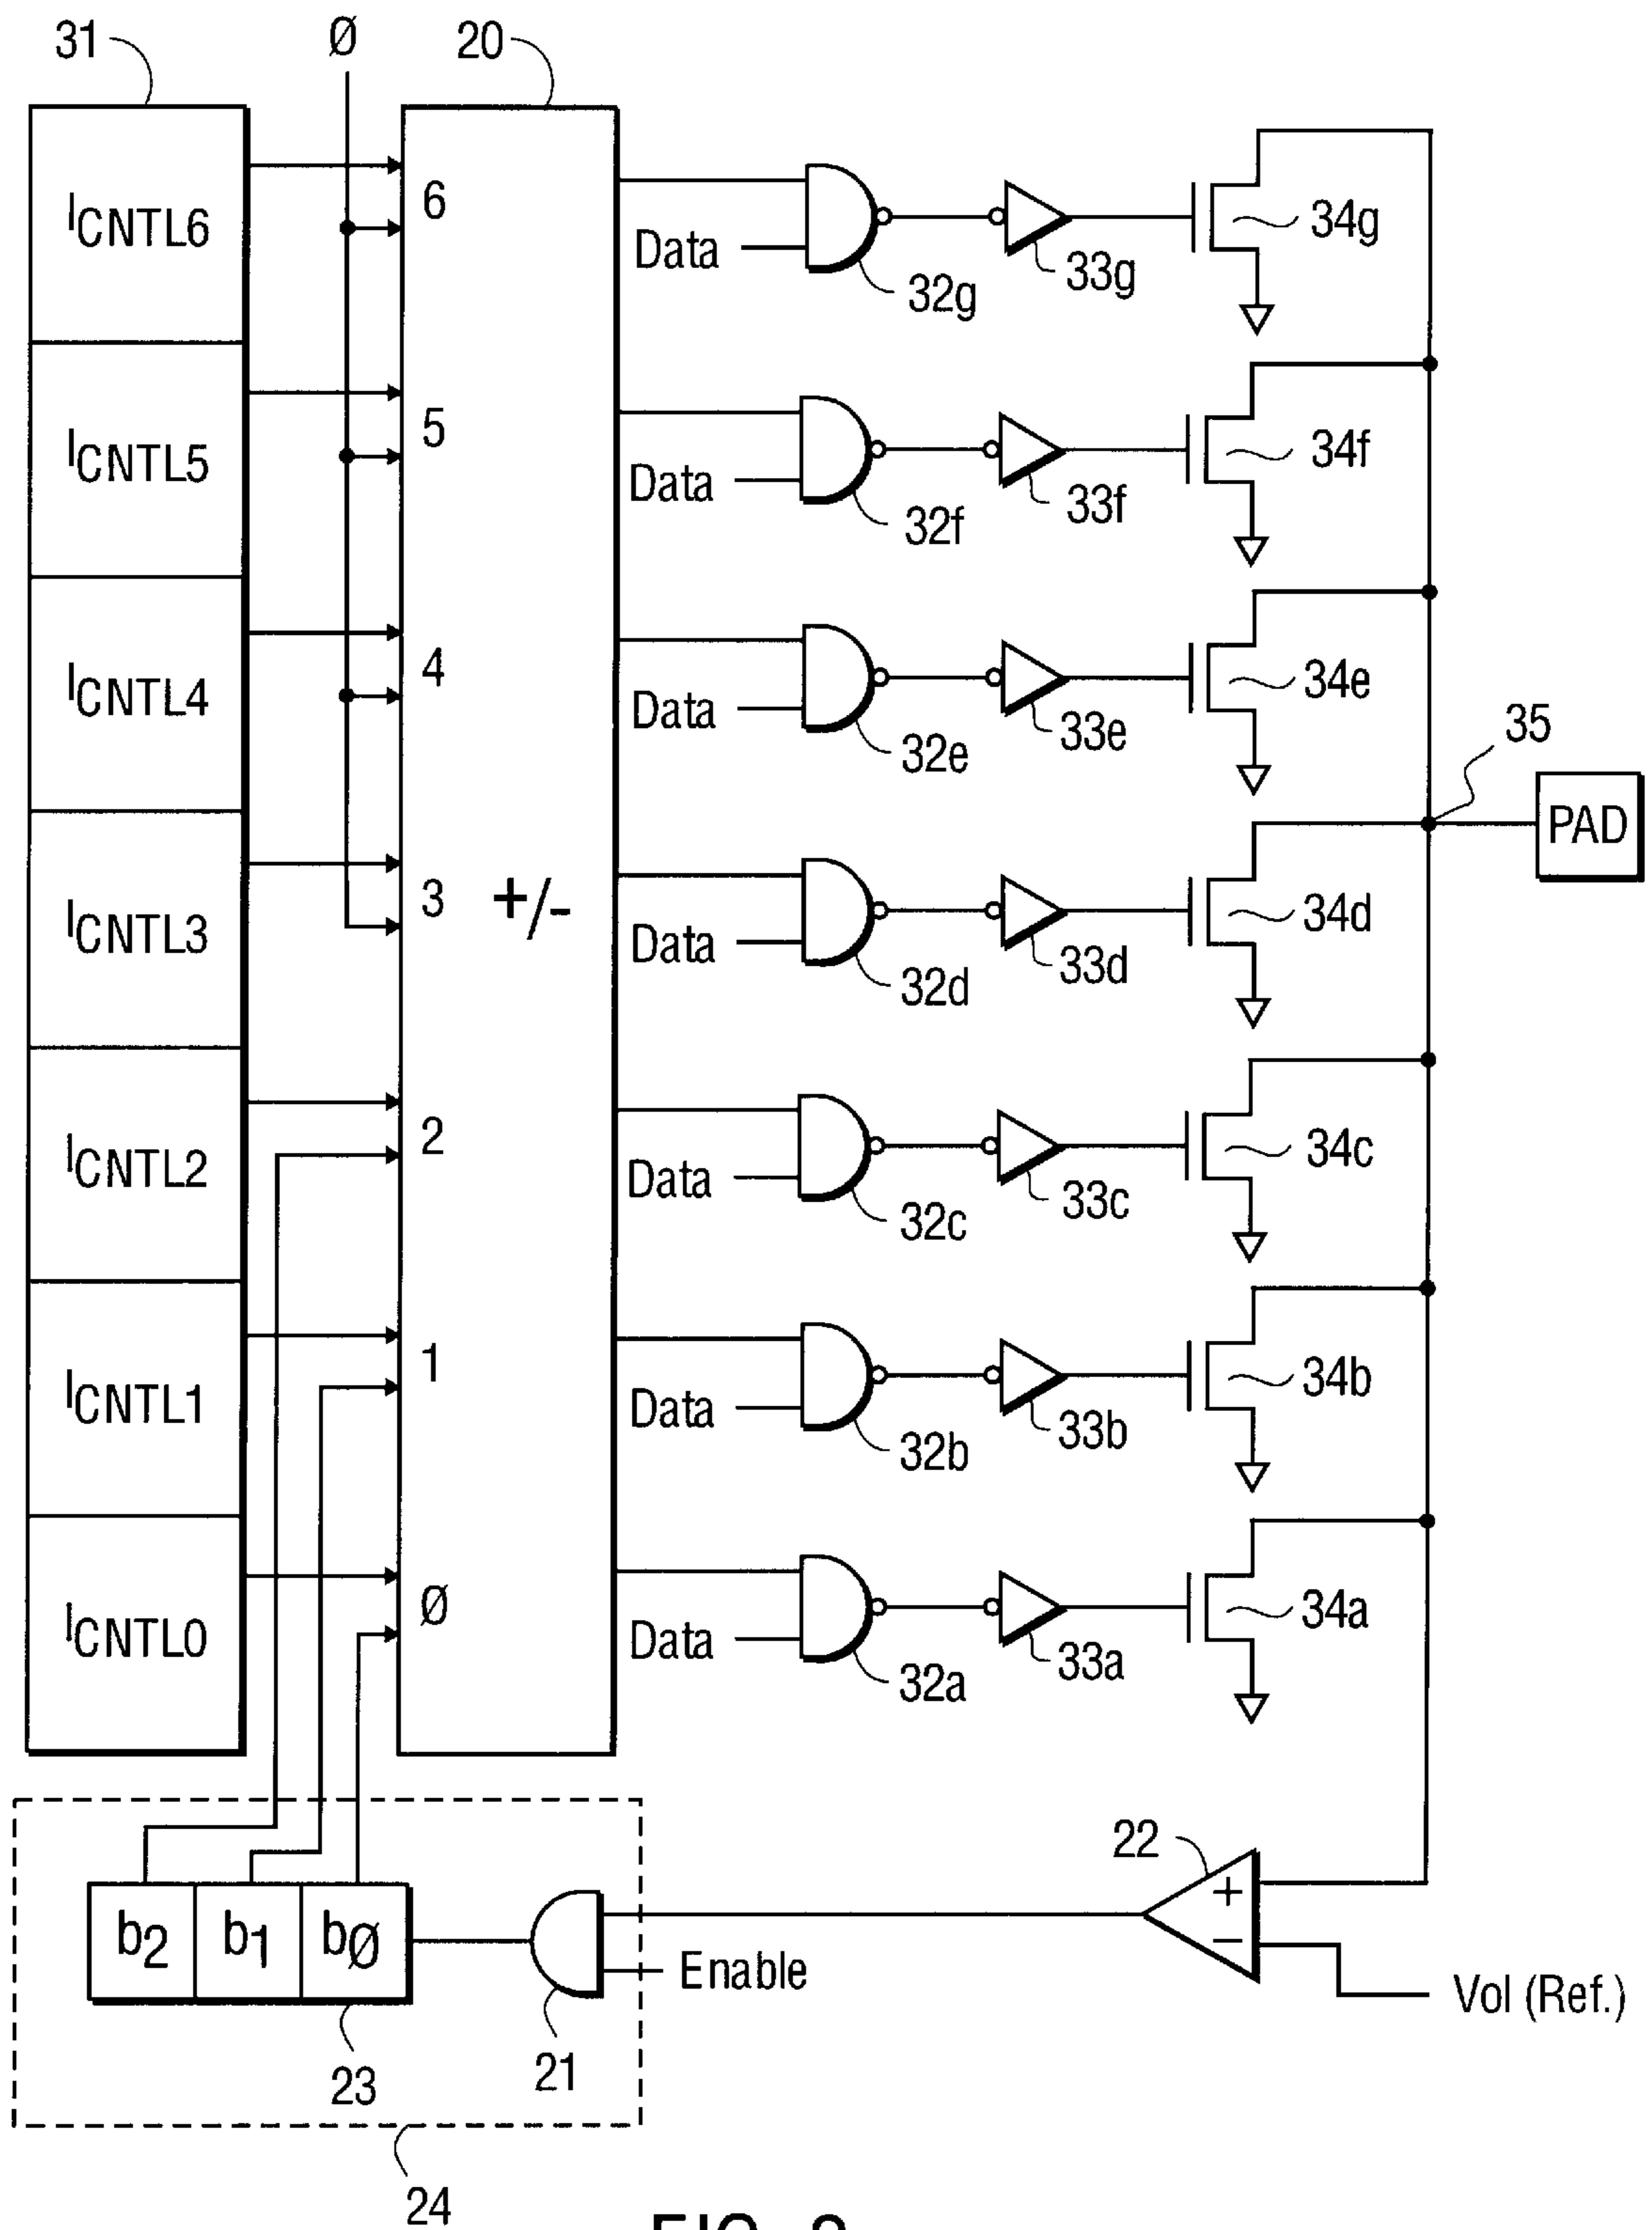 31
Ø
20
ICNTL6
6
Data
32g
33g
34g
ICNTL5
5
Data
32f
33f
34f
ICNTL4
4
Data
32e
33e
34e
35
PAD
ICNTL3
3
+/-
Data
32d
33d
34d
ICNTL2
2
Data
32c
33c
34c
ICNTL1
1
Data
32b
33b
34b
ICNTL0
Ø
Data
32a
33a
34a
22
+
−
b2 b1 bØ
Enable
Vol (Ref.)
23
21
24